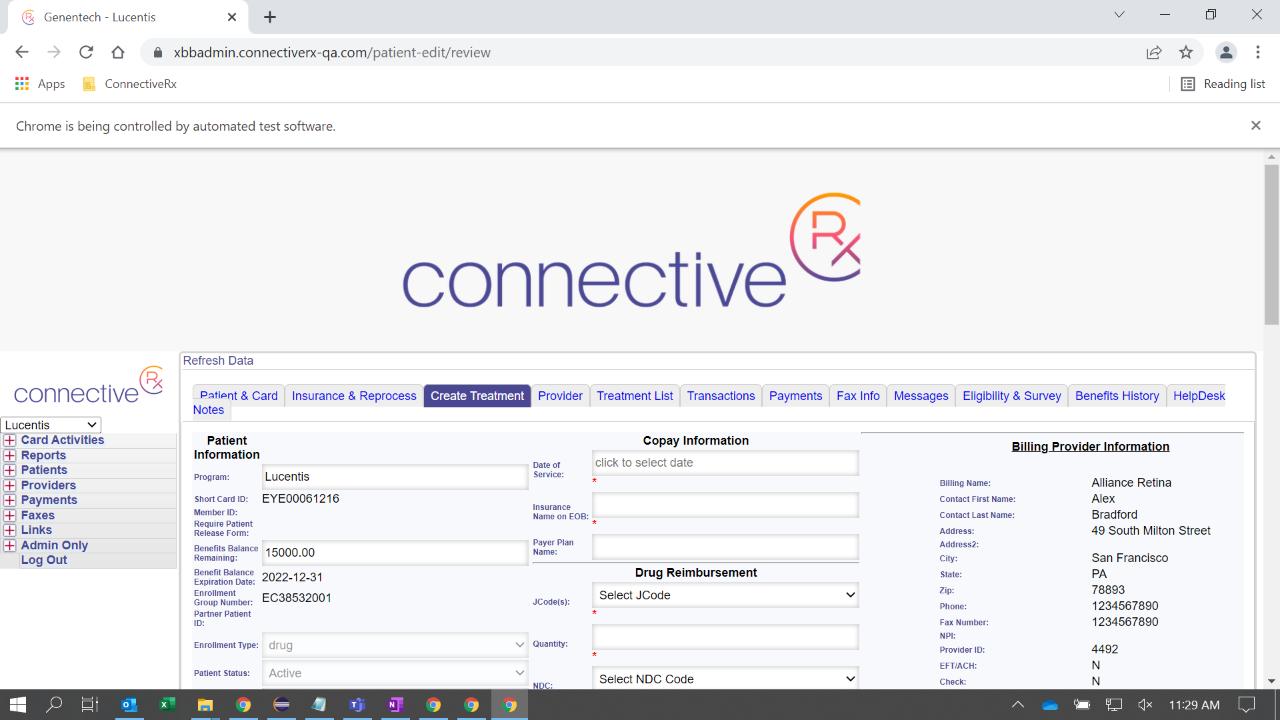 Genentech - Lucentis
xbbadmin.connectiverx-qa.com/patient-edit/review
Apps
ConnectiveRx
Reading list
Chrome is being controlled by automated test software.
connective Rx
Refresh Data
connective Rx
Patient & Card
Insurance & Reprocess
Create Treatment
Provider
Treatment List
Transactions
Payments
Fax Info
Messages
Eligibility & Survey
Benefits History
HelpDesk
Notes
Lucentis
Card Activities
Reports
Patients
Providers
Payments
Faxes
Links
Admin Only
Log Out
Patient
Information
Program: Lucentis
Short Card ID: EYE00061216
Member ID:
Require Patient
Release Form:
Benefits Balance
Remaining: 15000.00
Benefit Balance
Expiration Date: 2022-12-31
Enrollment
Group Number: EC38532001
Partner Patient
ID:
Enrollment Type: drug
Patient Status: Active
Copay Information
Date of
Service: click to select date
*
Insurance
Name on EOB:
*
Payer Plan
Name:
Drug Reimbursement
JCode(s): Select JCode
*
Quantity:
*
NDC: Select NDC Code
Billing Provider Information
Billing Name: Alliance Retina
Contact First Name: Alex
Contact Last Name: Bradford
Address: 49 South Milton Street
Address2:
City: San Francisco
State: PA
Zip: 78893
Phone: 1234567890
Fax Number: 1234567890
NPI:
Provider ID: 4492
EFT/ACH: N
Check: N
11:29 AM